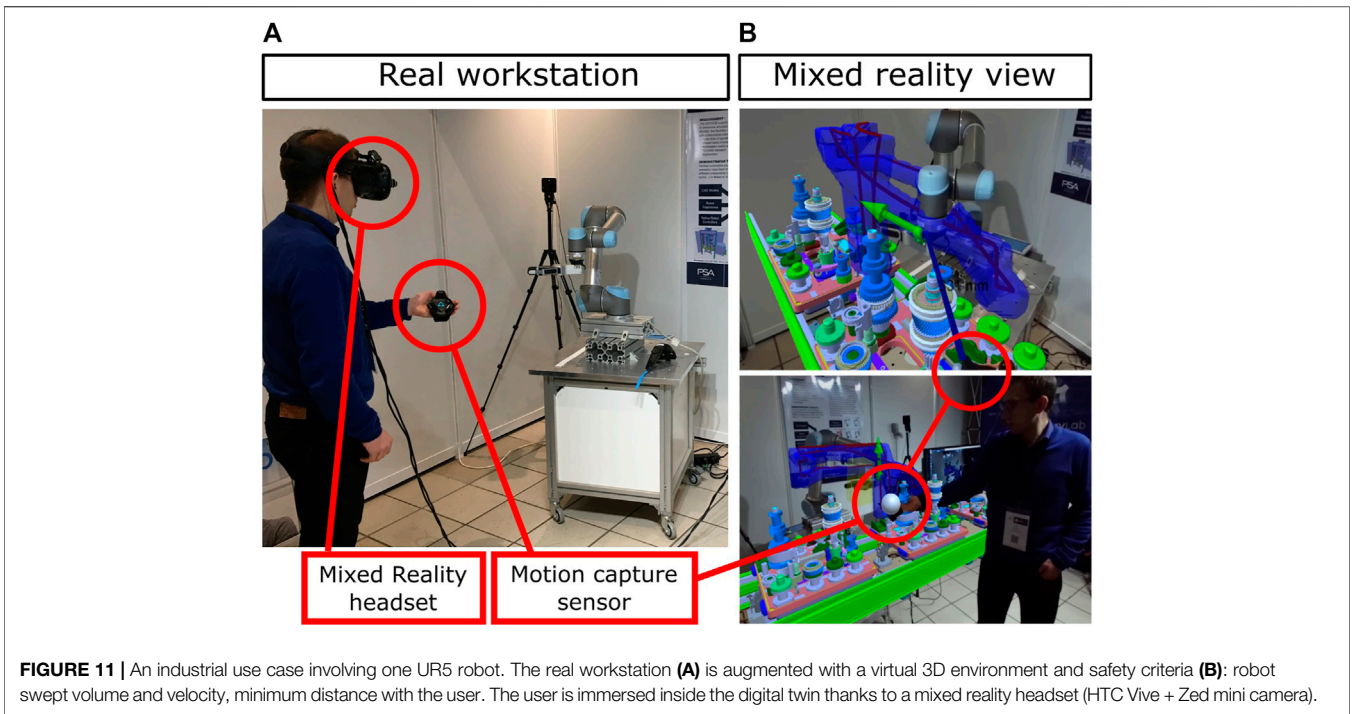 A
B
Real workstation
Mixed reality view
MEASUREMENT
PSA
PSA
31 mm
Mixed Reality
headset
Motion capture
sensor
FIGURE 11 | An industrial use case involving one UR5 robot. The real workstation (A) is augmented with a virtual 3D environment and safety criteria (B): robot
swept volume and velocity, minimum distance with the user. The user is immersed inside the digital twin thanks to a mixed reality headset (HTC Vive + Zed mini camera).